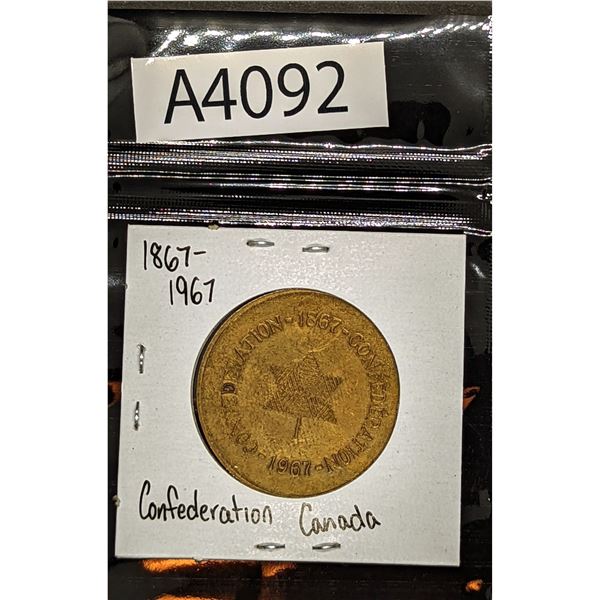 A4092
1867-
1967
CONFEDERATION - 1867 - CONFEDERATION - 1967 -
Confederation Canada